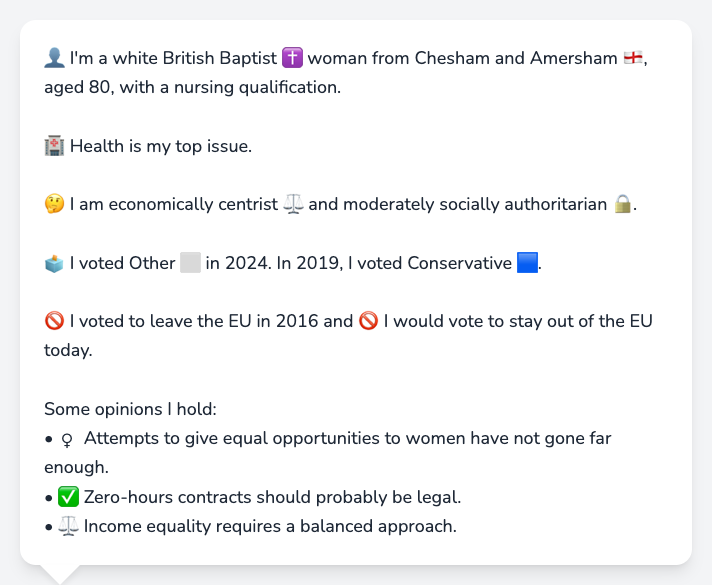 👤 I'm a white British Baptist ✝️ woman from Chesham and Amersham 🏴󠁧󠁢󠁥󠁮󠁧󠁿,
aged 80, with a nursing qualification.
🏥 Health is my top issue.
🤔 I am economically centrist ⚖️ and moderately socially authoritarian 🔒.
🗳️ I voted Other ⬜ in 2024. In 2019, I voted Conservative 🟦.
🚫 I voted to leave the EU in 2016 and 🚫 I would vote to stay out of the EU
today.
Some opinions I hold:
• ♀ Attempts to give equal opportunities to women have not gone far
enough.
• ✅ Zero-hours contracts should probably be legal.
• ⚖️ Income equality requires a balanced approach.